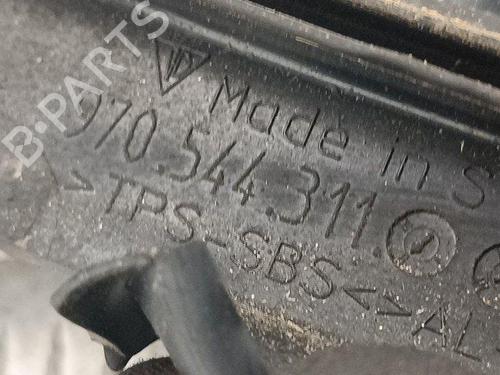 B-PARTS
Made in S
970.544.311.
>TPS-SBS<>AL